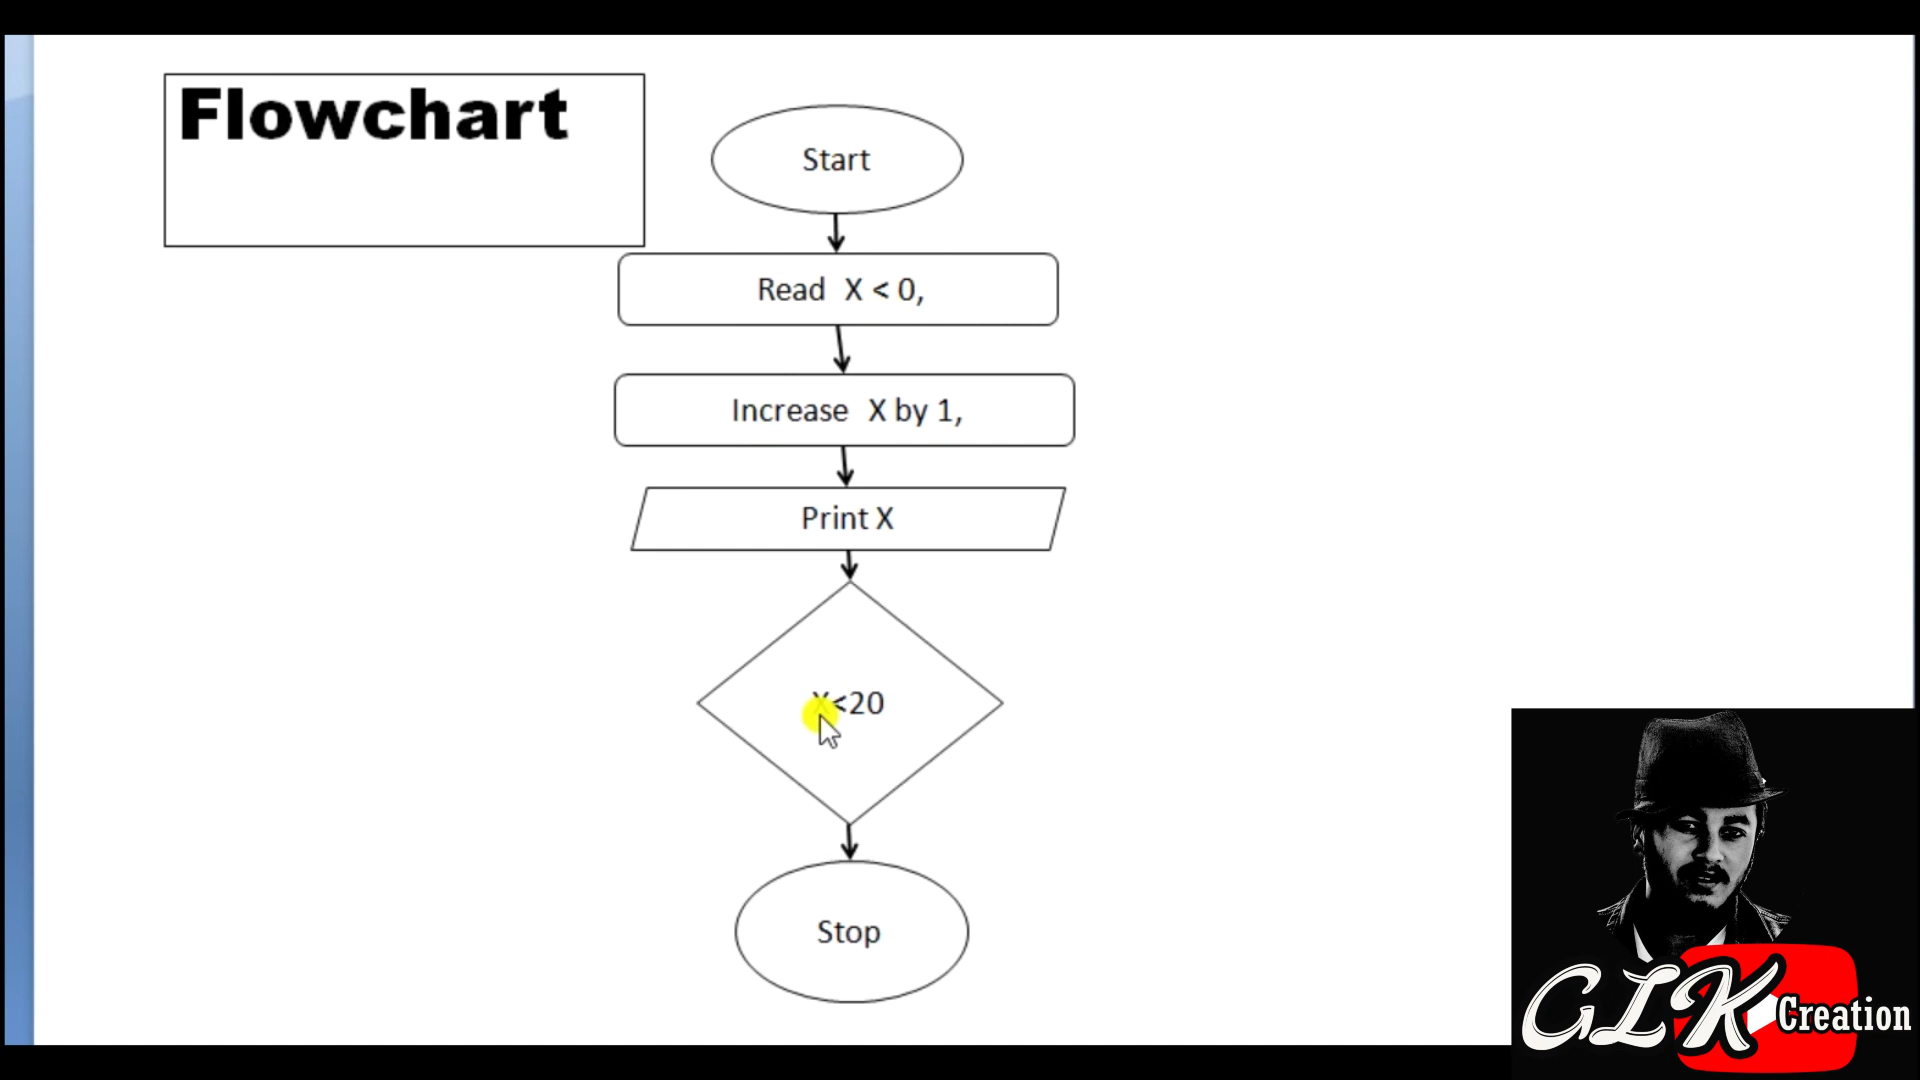 Flowchart
Start
Read X < 0,
Increase X by 1,
Print X
X<20
Stop
GLK Creation